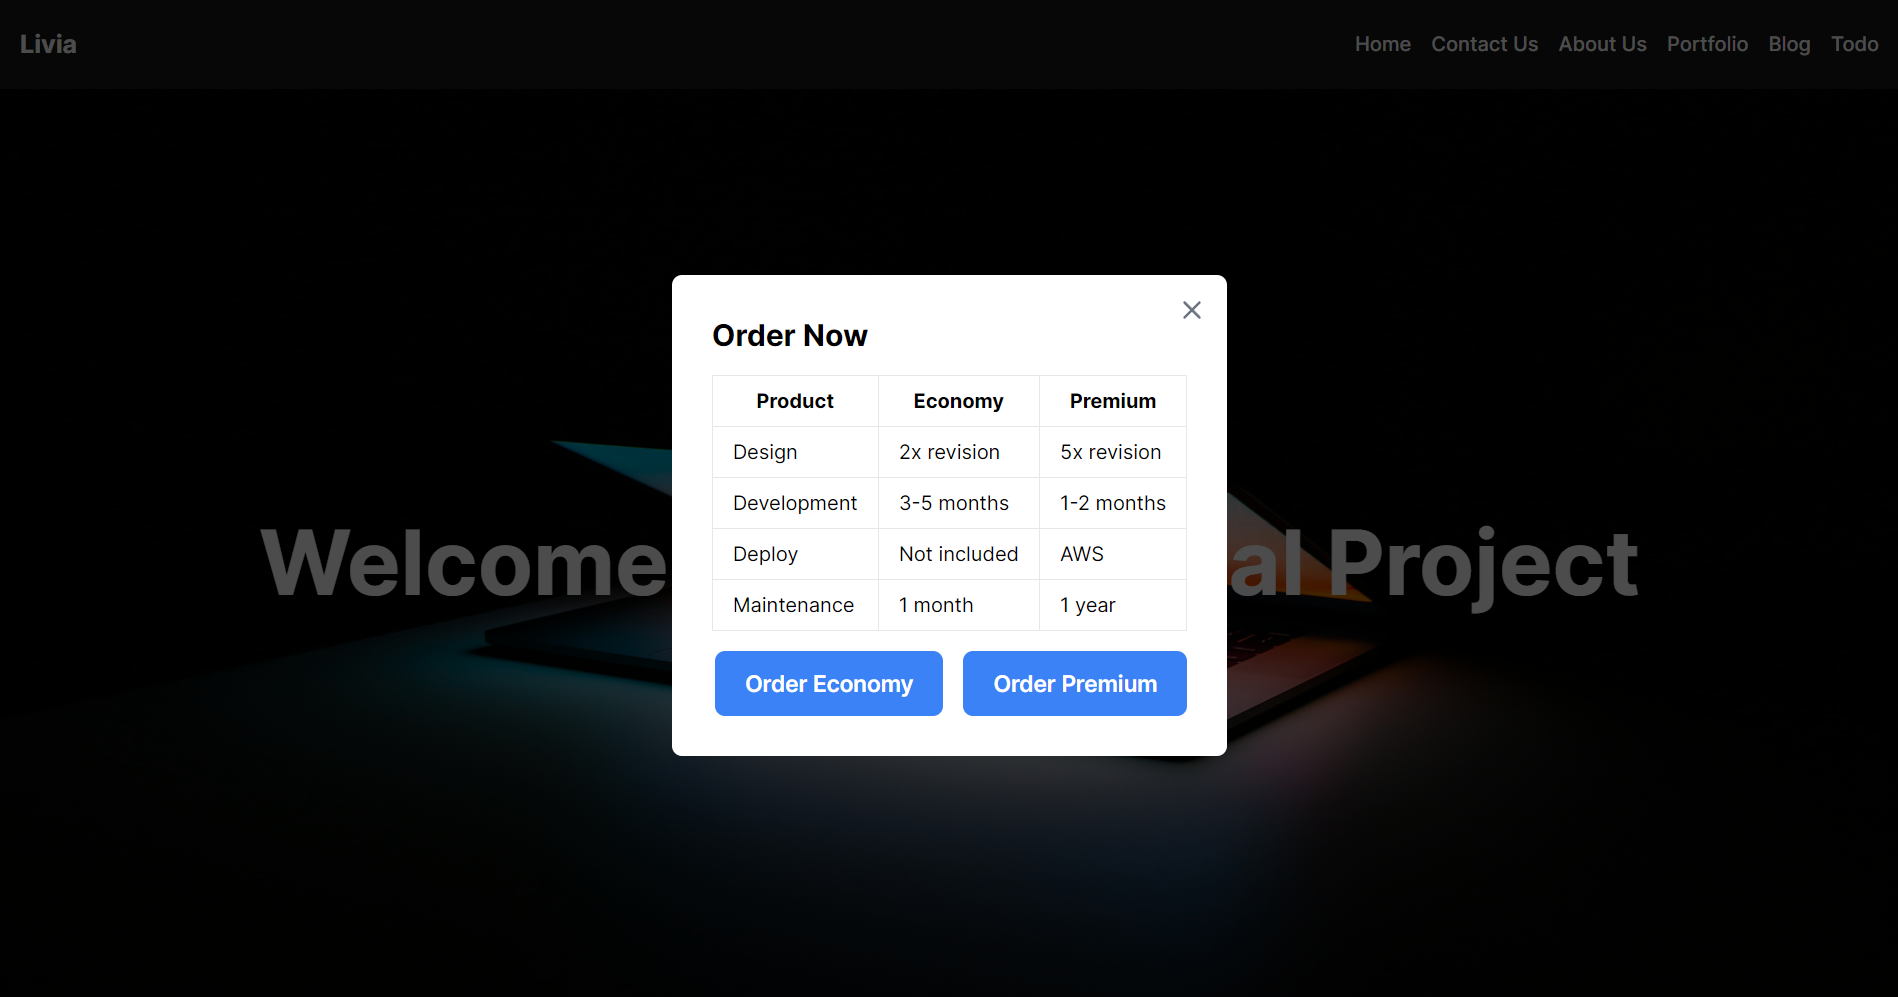 Livia
Home Contact Us About Us Portfolio Blog Todo
Order Now
Product Economy Premium
Design 2x revision 5x revision
Development 3-5 months 1-2 months
Deploy Not included AWS
Maintenance 1 month 1 year
Welcome al Project
Order Economy Order Premium